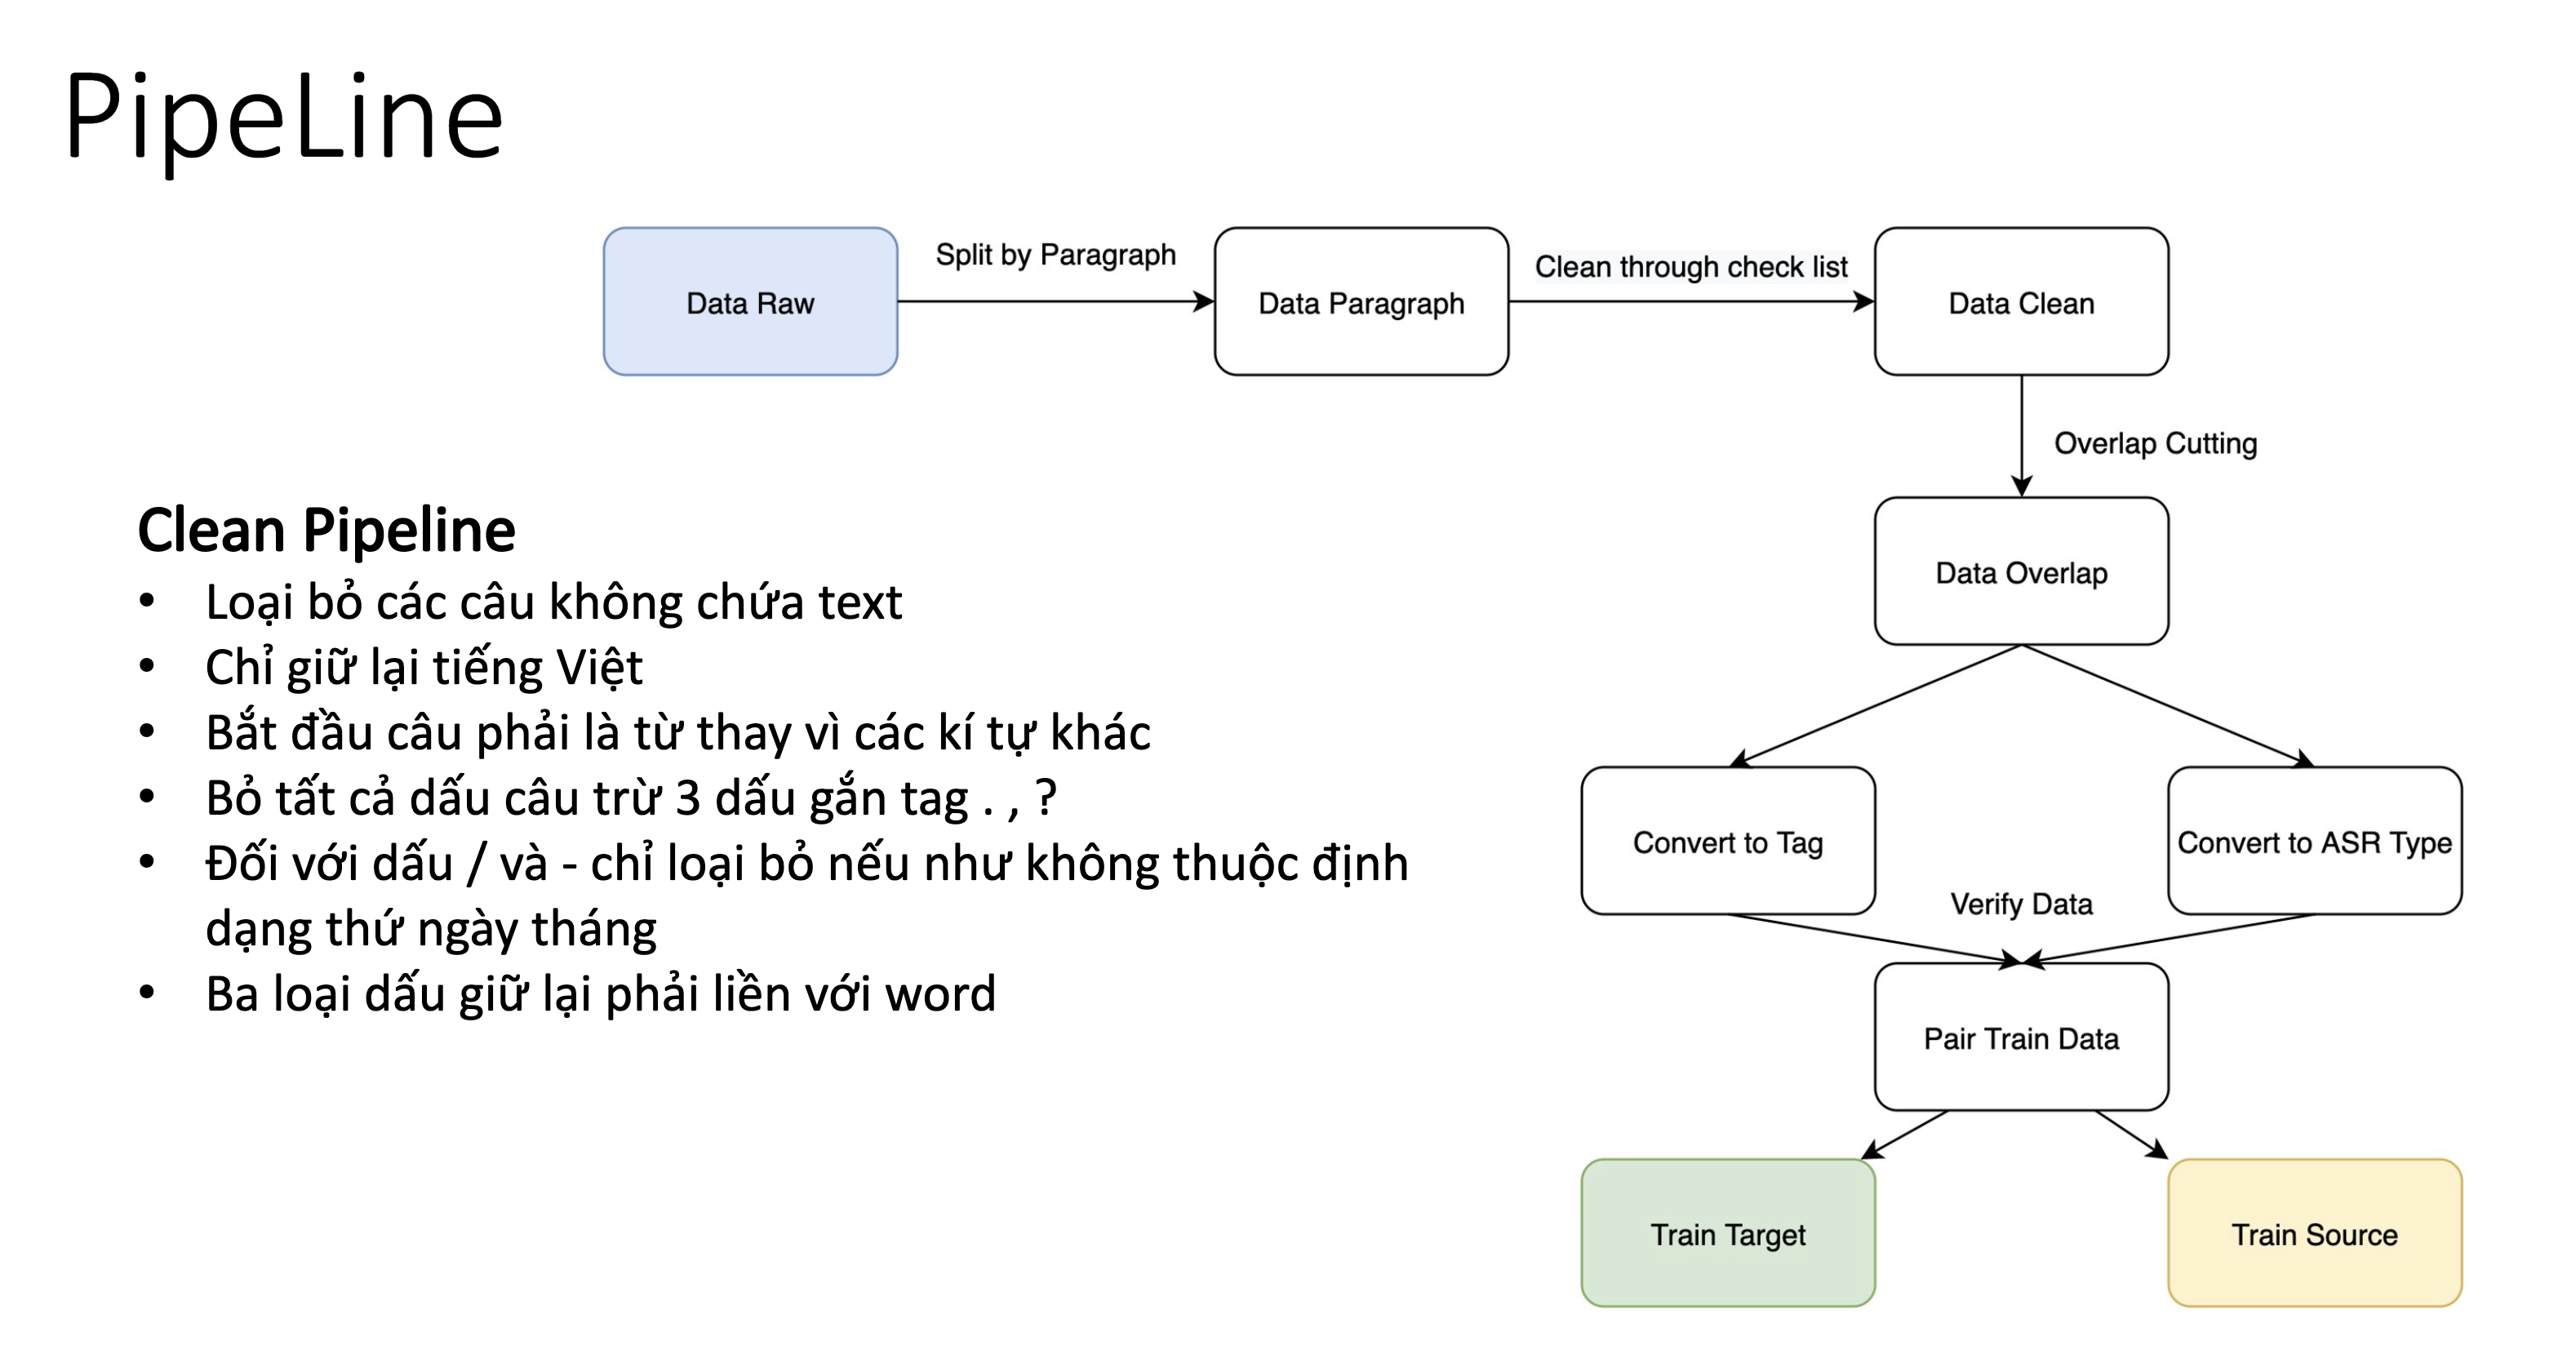 PipeLine
Data Raw
Split by Paragraph
Data Paragraph
Clean through check list
Data Clean
Overlap Cutting
Data Overlap
Convert to Tag
Convert to ASR Type
Verify Data
Pair Train Data
Train Target
Train Source
Clean Pipeline
• Loại bỏ các câu không chứa text
• Chỉ giữ lại tiếng Việt
• Bắt đầu câu phải là từ thay vì các kí tự khác
• Bỏ tất cả dấu câu trừ 3 dấu gắn tag . , ?
• Đối với dấu / và - chỉ loại bỏ nếu như không thuộc định
dạng thứ ngày tháng
• Ba loại dấu giữ lại phải liền với word